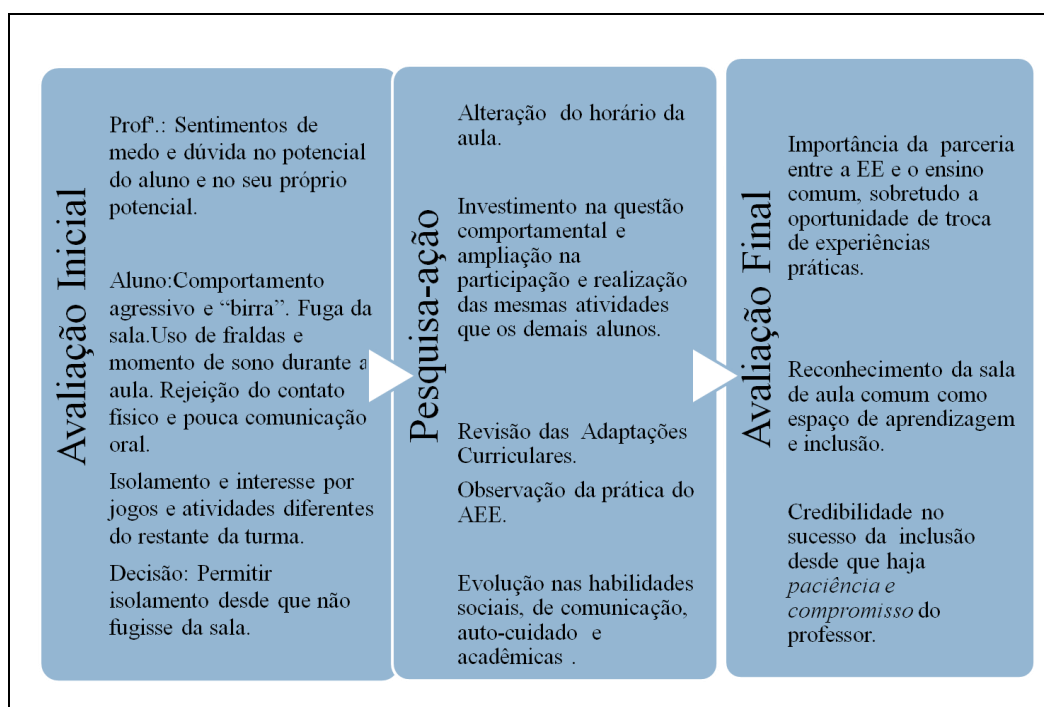 Avaliação Inicial
Profª.: Sentimentos de
medo e dúvida no potencial
do aluno e no seu próprio
potencial.
Aluno:Comportamento
agressivo e “birra”. Fuga da
sala.Uso de fraldas e
momento de sono durante a
aula. Rejeição do contato
físico e pouca comunicação
oral.
Isolamento e interesse por
jogos e atividades diferentes
do restante da turma.
Decisão: Permitir
isolamento desde que não
fugisse da sala.
Pesquisa-ação
Alteração do horário da
aula.
Investimento na questão
comportamental e
ampliação na
participação e realização
das mesmas atividades
que os demais alunos.
Revisão das Adaptações
Curriculares.
Observação da prática do
AEE.
Evolução nas habilidades
sociais, de comunicação,
auto-cuidado e
acadêmicas .
Avaliação Final
Importância da parceria
entre a EE e o ensino
comum, sobretudo a
oportunidade de troca
de experiências
práticas.
Reconhecimento da sala
de aula comum como
espaço de aprendizagem
e inclusão.
Credibilidade no
sucesso da inclusão
desde que haja
paciência e
compromisso do
professor.